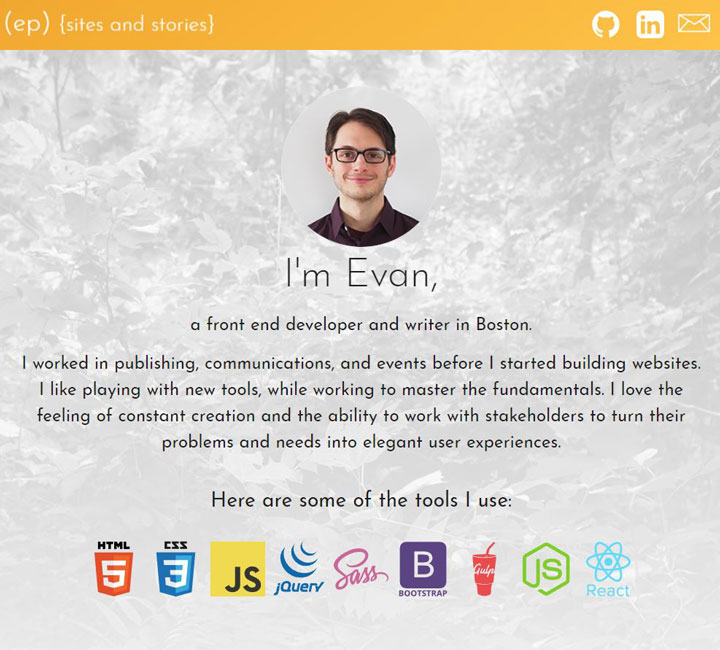 (ep) {sites and stories}
in
I'm Evan,
a front end developer and writer in Boston.
I worked in publishing, communications, and events before I started building websites.
I like playing with new tools, while working to master the fundamentals. I love the
feeling of constant creation and the ability to work with stakeholders to turn their
problems and needs into elegant user experiences.
Here are some of the tools I use:
HTML 5
CSS 3
JS
jQuery
Sass
B BOOTSTRAP
Gulp
JS
React